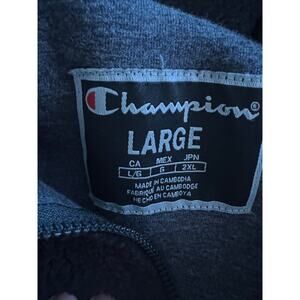 Champion®
LARGE
CA MEX JPN
L/G G 2XL
MADE IN CAMBODIA
FABRIQUÉ AU CAMBODGE
HECHO EN CAMBOYA